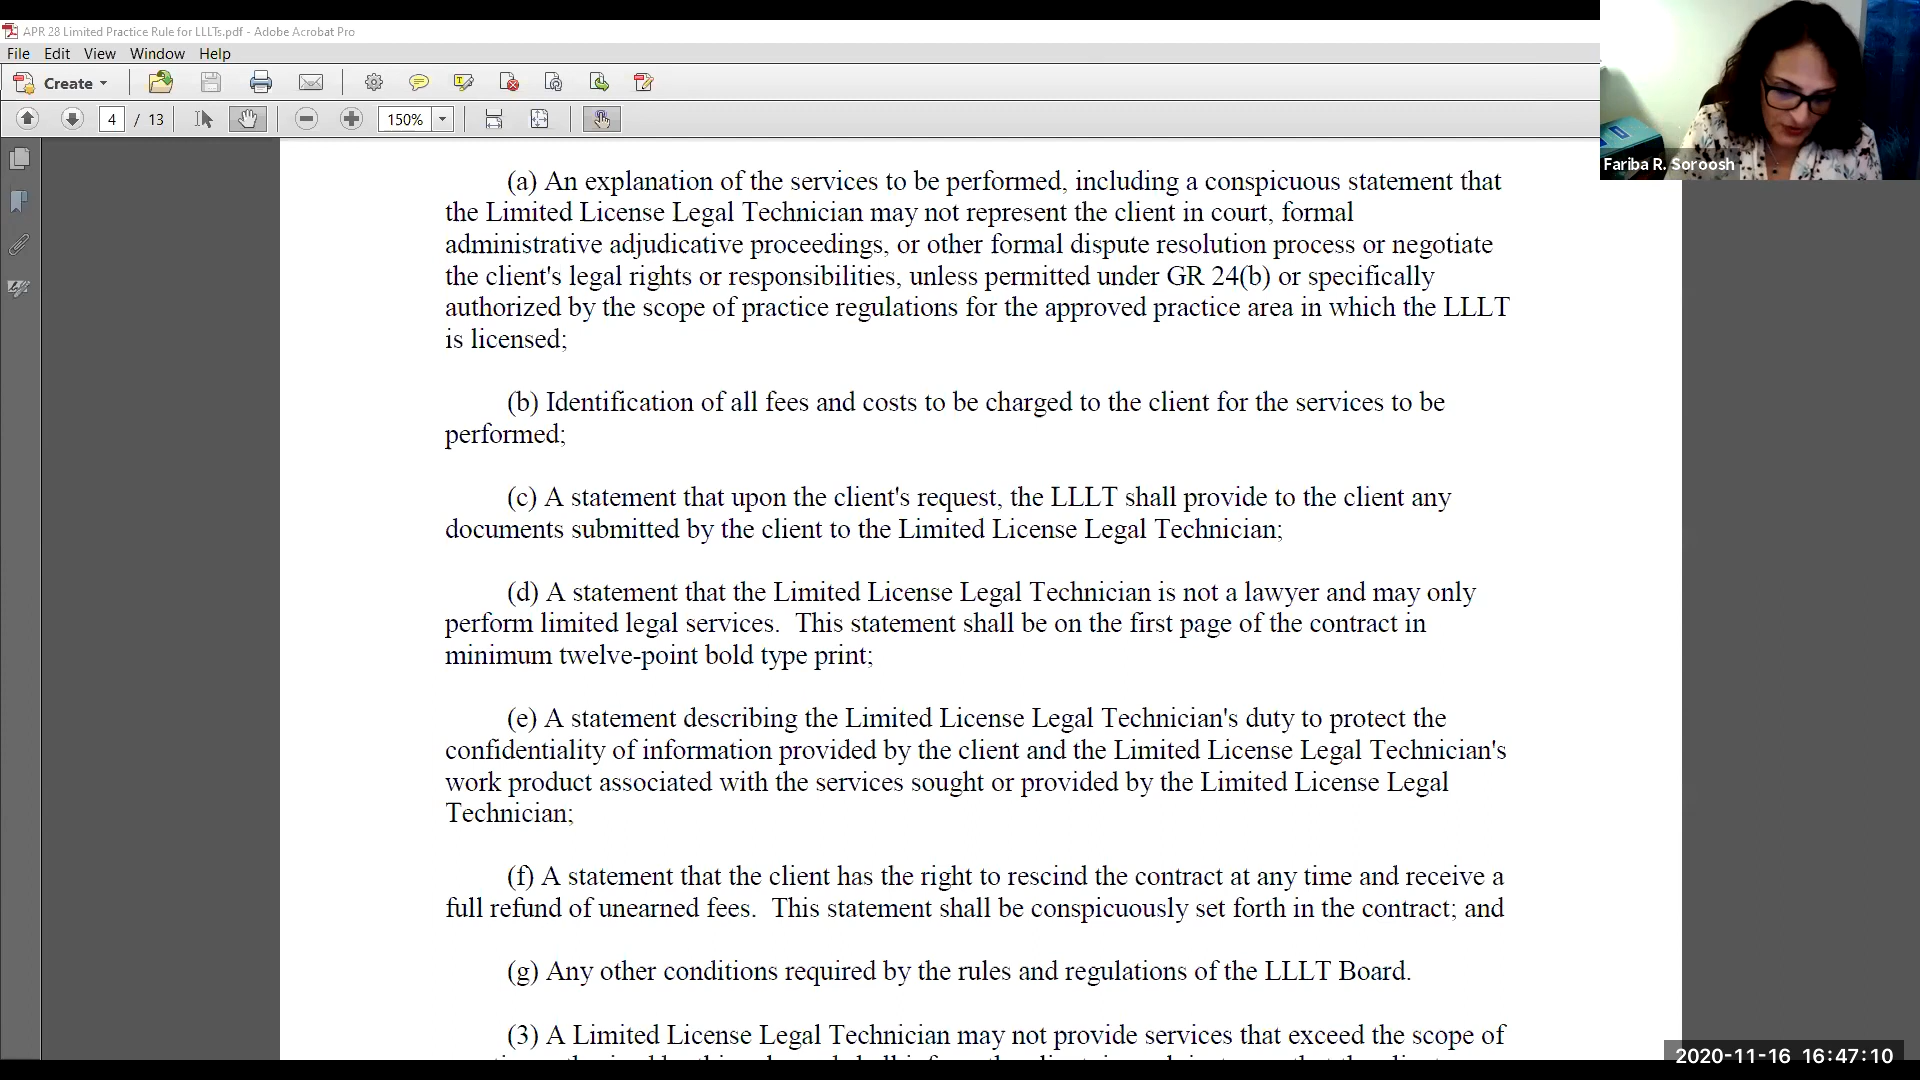 APR 28 Limited Practice Rule for LLLTs.pdf - Adobe Acrobat Pro
File Edit View Window Help
Create
4 / 13 150%
Fariba R. Soroosh
(a) An explanation of the services to be performed, including a conspicuous statement that
the Limited License Legal Technician may not represent the client in court, formal
administrative adjudicative proceedings, or other formal dispute resolution process or negotiate
the client's legal rights or responsibilities, unless permitted under GR 24(b) or specifically
authorized by the scope of practice regulations for the approved practice area in which the LLLT
is licensed;
(b) Identification of all fees and costs to be charged to the client for the services to be
performed;
(c) A statement that upon the client's request, the LLLT shall provide to the client any
documents submitted by the client to the Limited License Legal Technician;
(d) A statement that the Limited License Legal Technician is not a lawyer and may only
perform limited legal services.  This statement shall be on the first page of the contract in
minimum twelve-point bold type print;
(e) A statement describing the Limited License Legal Technician's duty to protect the
confidentiality of information provided by the client and the Limited License Legal Technician's
work product associated with the services sought or provided by the Limited License Legal
Technician;
(f) A statement that the client has the right to rescind the contract at any time and receive a
full refund of unearned fees.  This statement shall be conspicuously set forth in the contract; and
(g) Any other conditions required by the rules and regulations of the LLLT Board.
(3) A Limited License Legal Technician may not provide services that exceed the scope of
2020-11-16 16:47:10